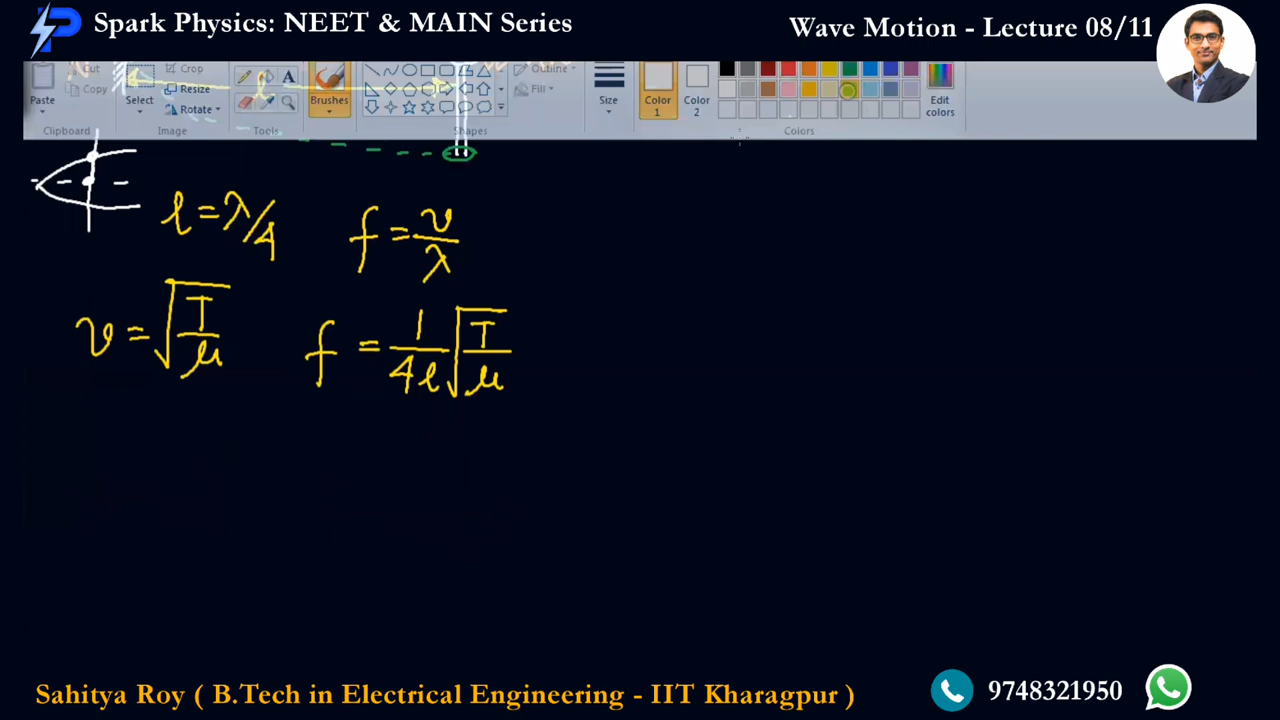 Spark Physics: NEET & MAIN Series
Wave Motion - Lecture 08/11
Cut
Copy
Paste
Clipboard
Select
Crop
Resize
Rotate
Image
A
Tools
Brushes
Shapes
Outline
Fill
Size
Color 1
Color 2
Edit colors
Colors
l
l = λ/4
f = v/λ
v = √(T/μ)
f = 1/4l √(T/μ)
Sahitya Roy ( B.Tech in Electrical Engineering - IIT Kharagpur )
9748321950